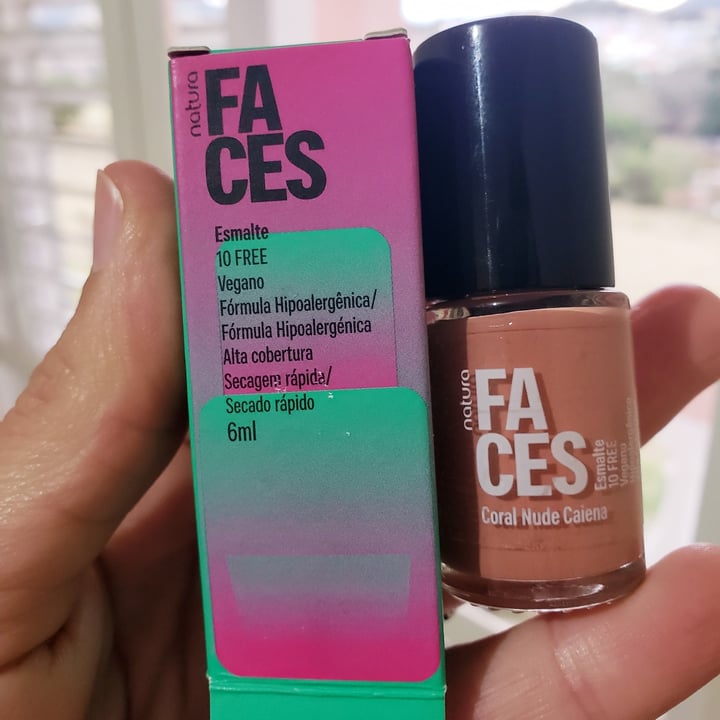 natura
FA
CES
Esmalte
10 FREE
Vegano
Fórmula Hipoalergênica/
Fórmula Hipoalergénica
Alta cobertura
Secagem rápida/
Secado rápido
6ml
natura
FA
CES
Coral Nude Caiena
Esmalte
10 FREE
Vegano